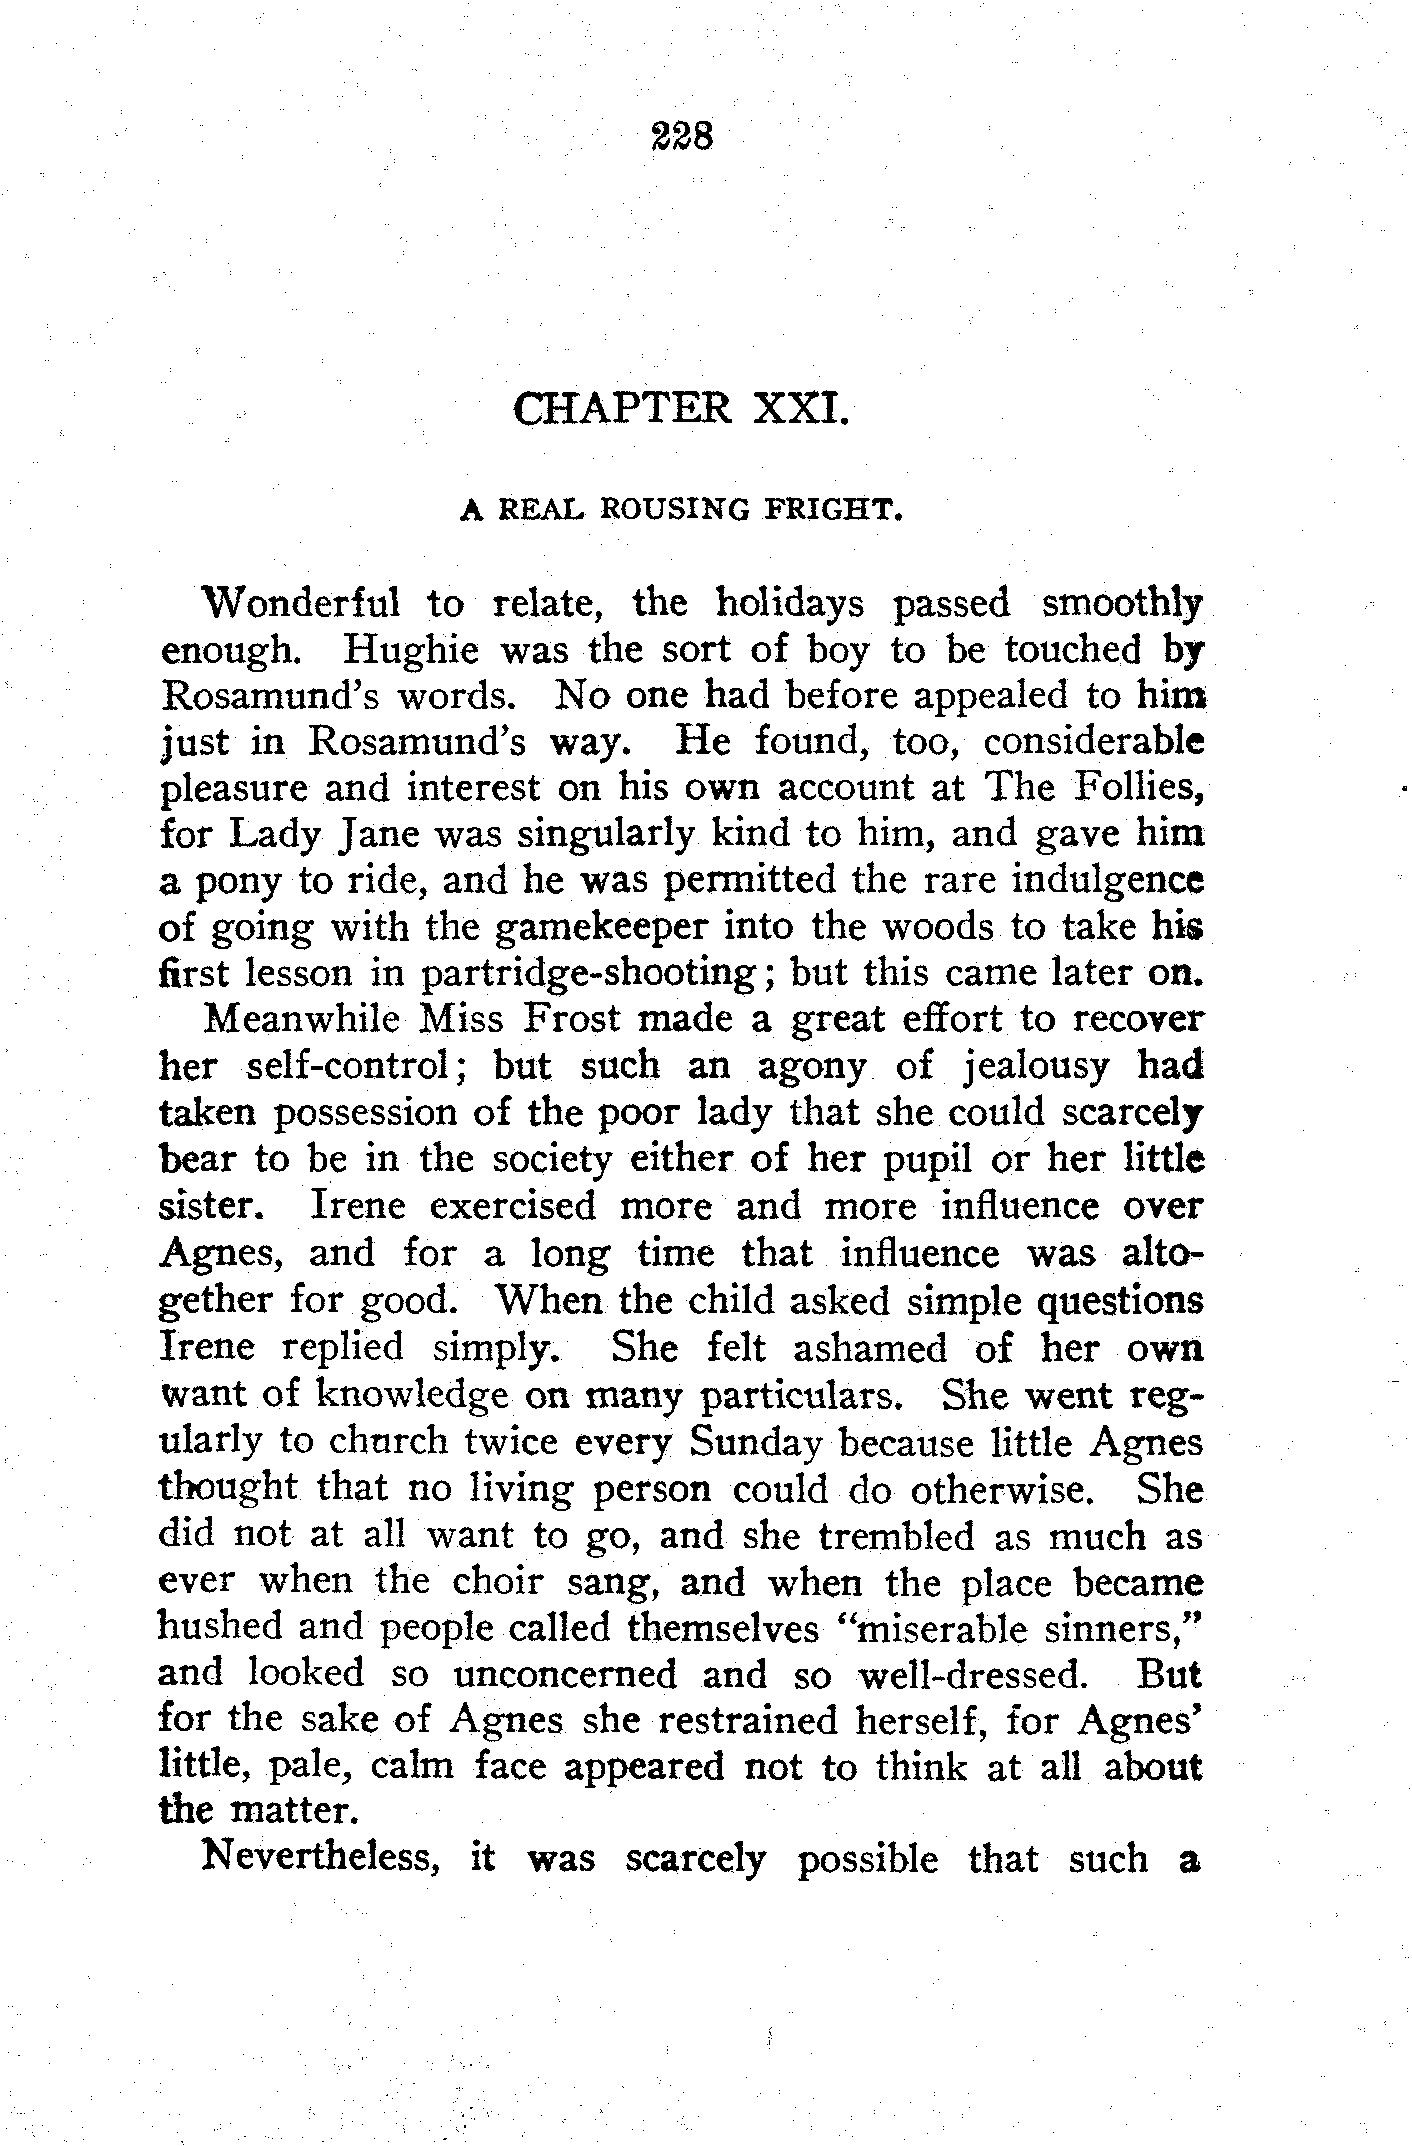 228
CHAPTER XXI.
A REAL ROUSING FRIGHT.
Wonderful to relate, the holidays passed smoothly
enough. Hughie was the sort of boy to be touched by
Rosamund's words. No one had before appealed to him
just in Rosamund's way. He found, too, considerable
pleasure and interest on his own account at The Follies,
for Lady Jane was singularly kind to him, and gave him
a pony to ride, and he was permitted the rare indulgence
of going with the gamekeeper into the woods to take his
first lesson in partridge-shooting; but this came later on.
Meanwhile Miss Frost made a great effort to recover
her self-control; but such an agony of jealousy had
taken possession of the poor lady that she could scarcely
bear to be in the society either of her pupil or her little
sister. Irene exercised more and more influence over
Agnes, and for a long time that influence was alto-
gether for good. When the child asked simple questions
Irene replied simply. She felt ashamed of her own
want of knowledge on many particulars. She went reg-
ularly to church twice every Sunday because little Agnes
thought that no living person could do otherwise. She
did not at all want to go, and she trembled as much as
ever when the choir sang, and when the place became
hushed and people called themselves "miserable sinners,"
and looked so unconcerned and so well-dressed. But
for the sake of Agnes she restrained herself, for Agnes'
little, pale, calm face appeared not to think at all about
the matter.
Nevertheless, it was scarcely possible that such a